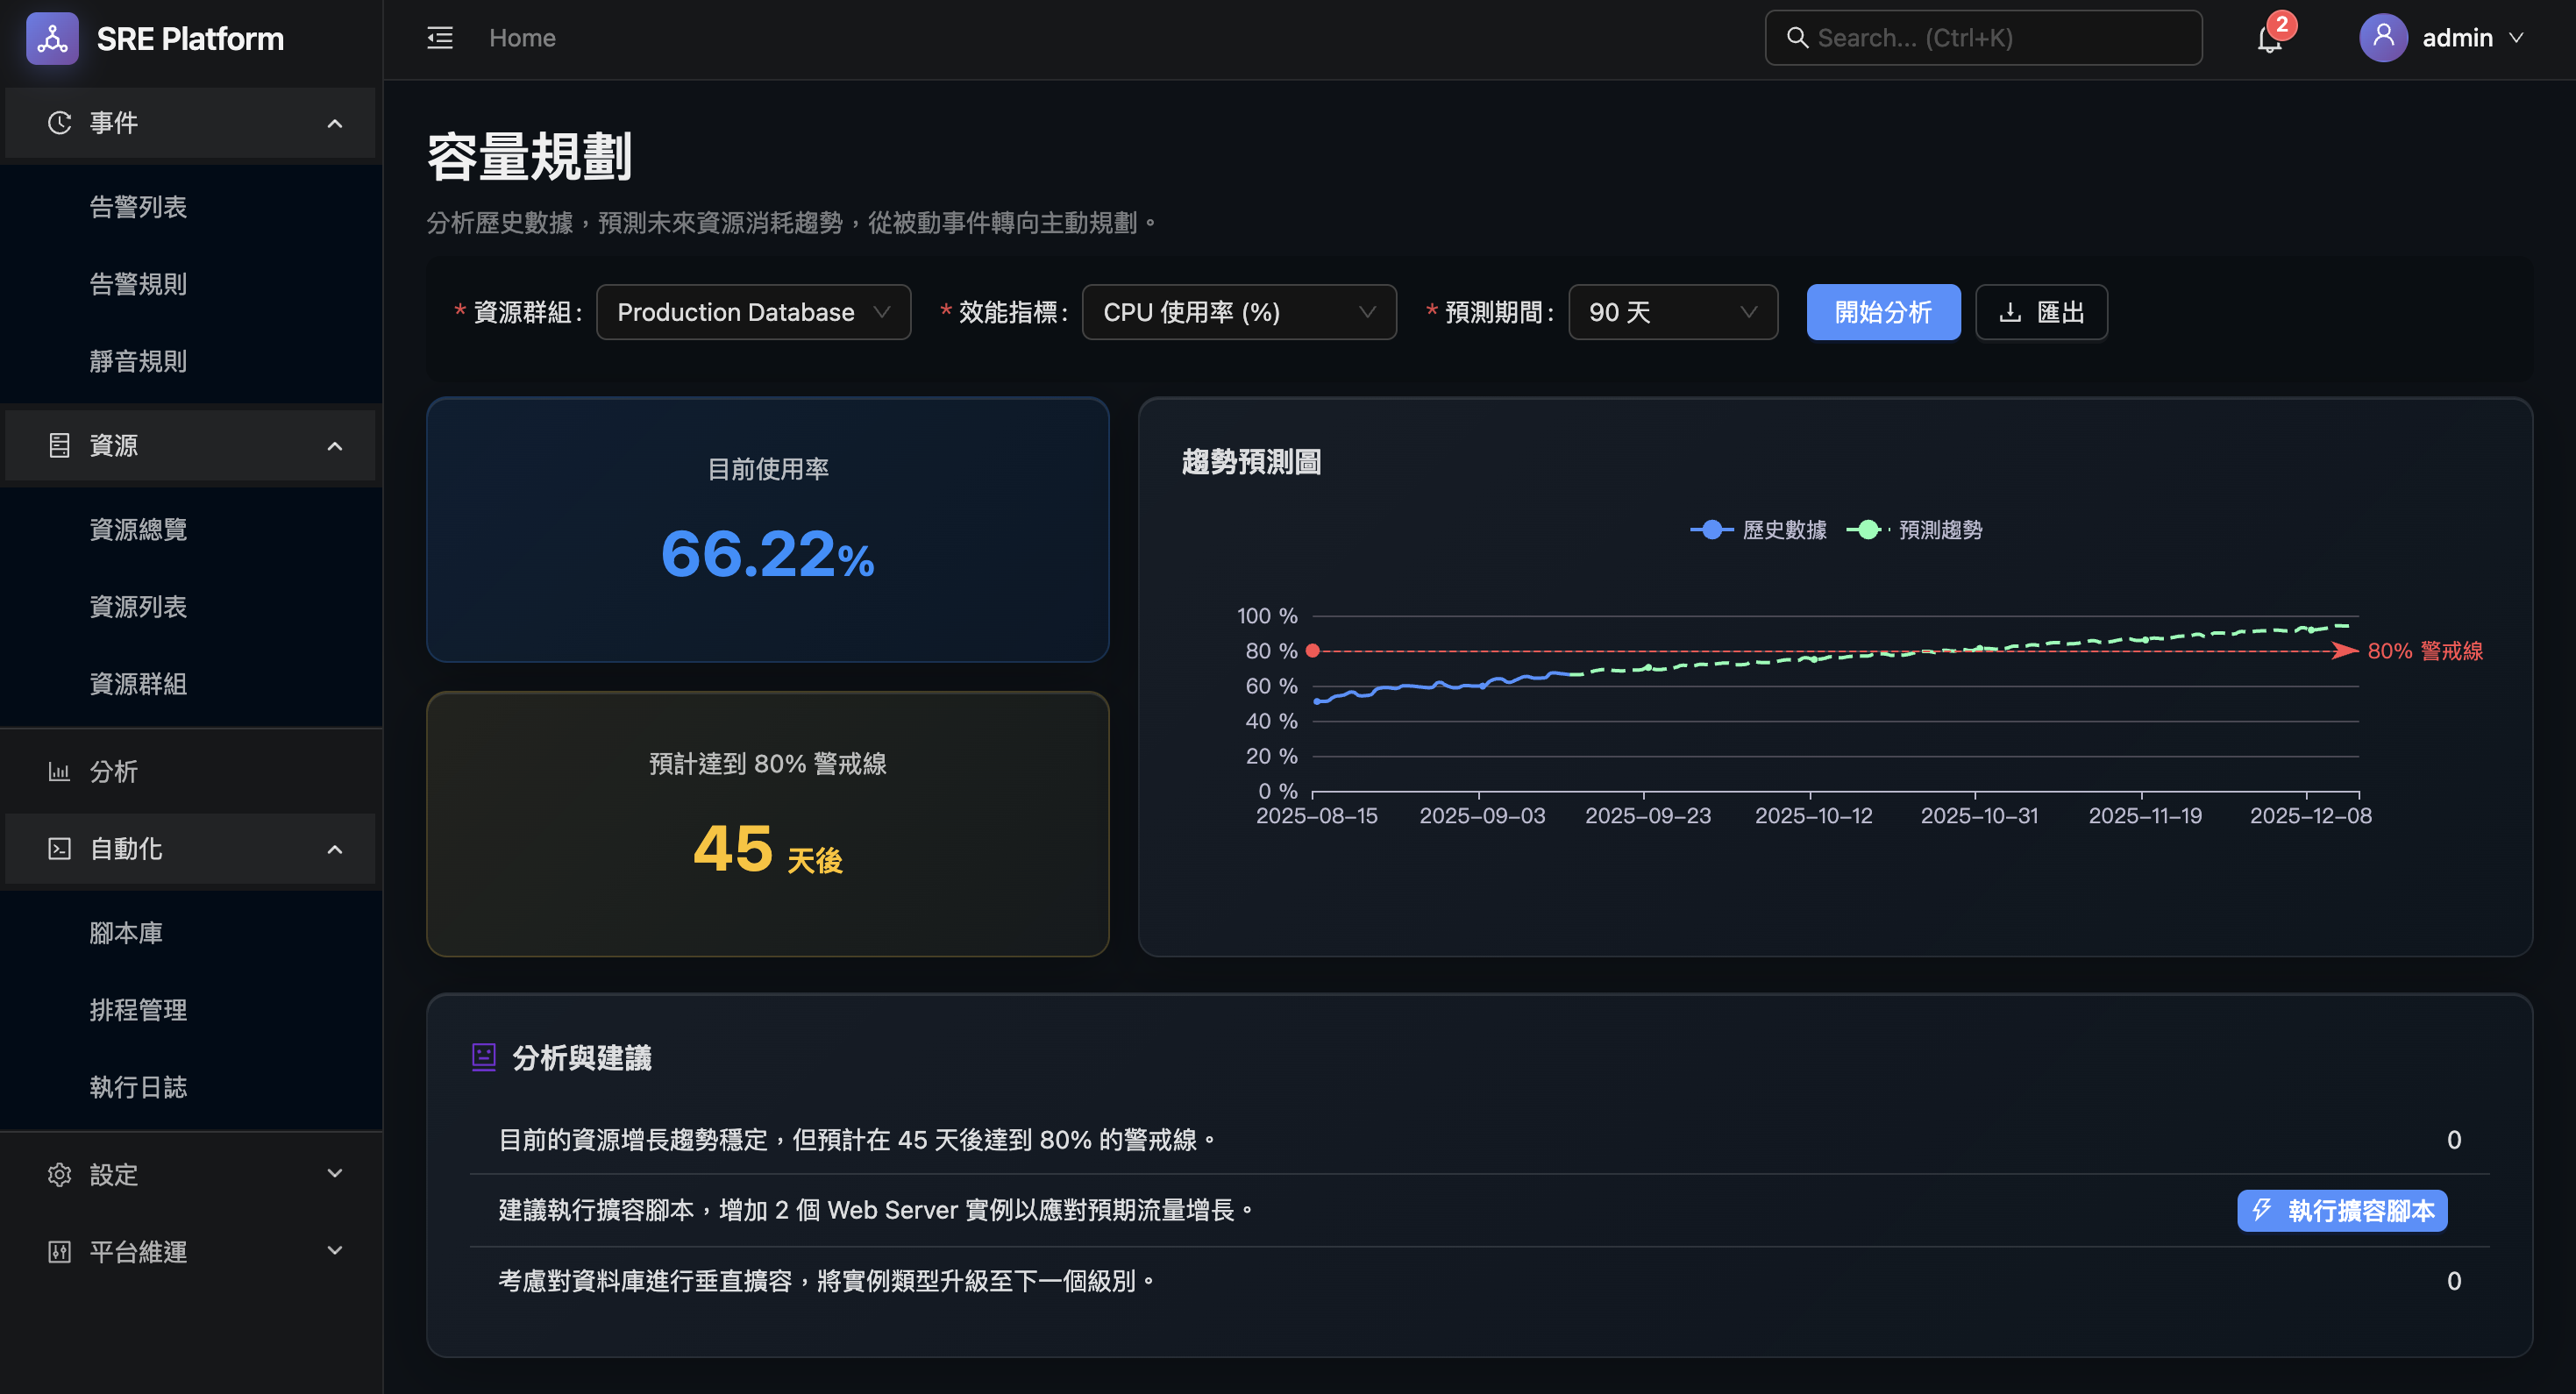 SRE Platform
Home
Search... (Ctrl+K)
2
admin
事件
告警列表
告警規則
靜音規則
資源
資源總覽
資源列表
資源群組
分析
自動化
腳本庫
排程管理
執行日誌
設定
平台維運
容量規劃
分析歷史數據，預測未來資源消耗趨勢，從被動事件轉向主動規劃。
* 資源群組: Production Database
* 效能指標: CPU 使用率 (%)
* 預測期間: 90 天
開始分析
匯出
目前使用率
66.22%
預計達到 80% 警戒線
45 天後
趨勢預測圖
歷史數據 預測趨勢
100 %
80 % 80% 警戒線
60 %
40 %
20 %
0 %
2025-08-15 2025-09-03 2025-09-23 2025-10-12 2025-10-31 2025-11-19 2025-12-08
分析與建議
目前的資源增長趨勢穩定，但預計在 45 天後達到 80% 的警戒線。 0
建議執行擴容腳本，增加 2 個 Web Server 實例以應對預期流量增長。 執行擴容腳本
考慮對資料庫進行垂直擴容，將實例類型升級至下一個級別。 0